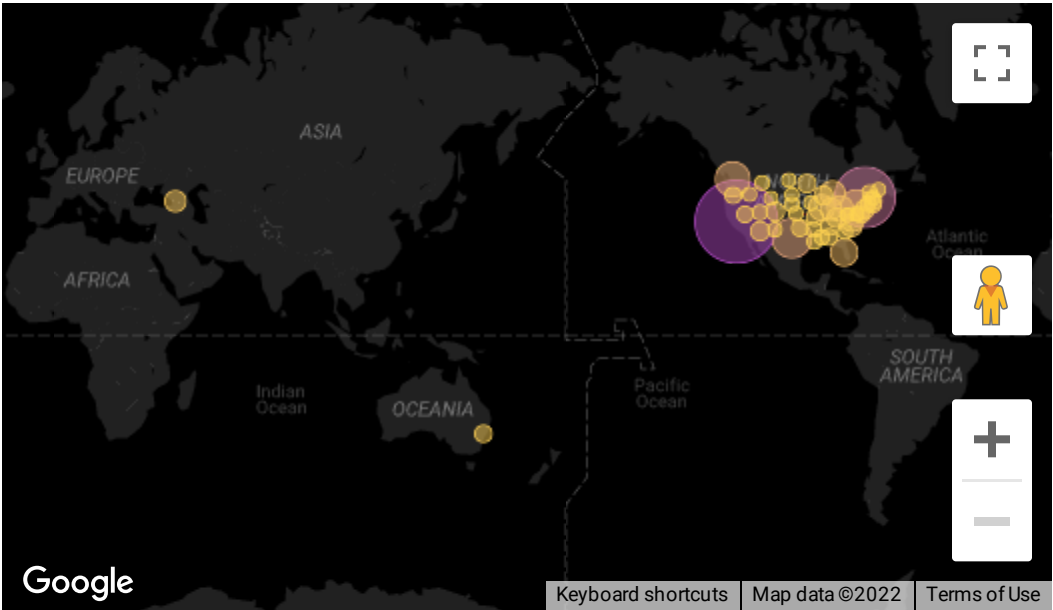 ASIA
EUROPE
NORTH
AFRICA
Atlantic
Ocean
SOUTH
AMERICA
Indian
Ocean
OCEANIA
Pacific
Ocean
Google
Keyboard shortcuts
Map data ©2022
Terms of Use